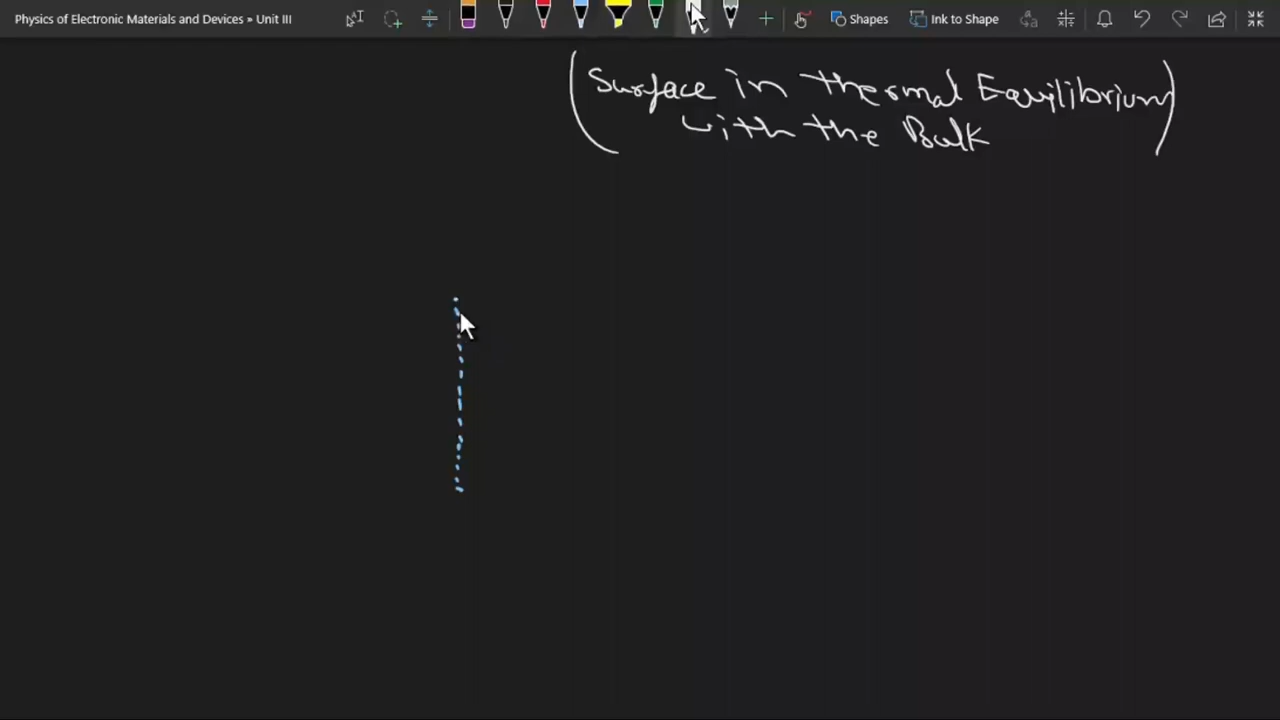 Physics of Electronic Materials and Devices » Unit III
Shapes
Ink to Shape
(Surface in thermal Equilibrium
with the Bulk)